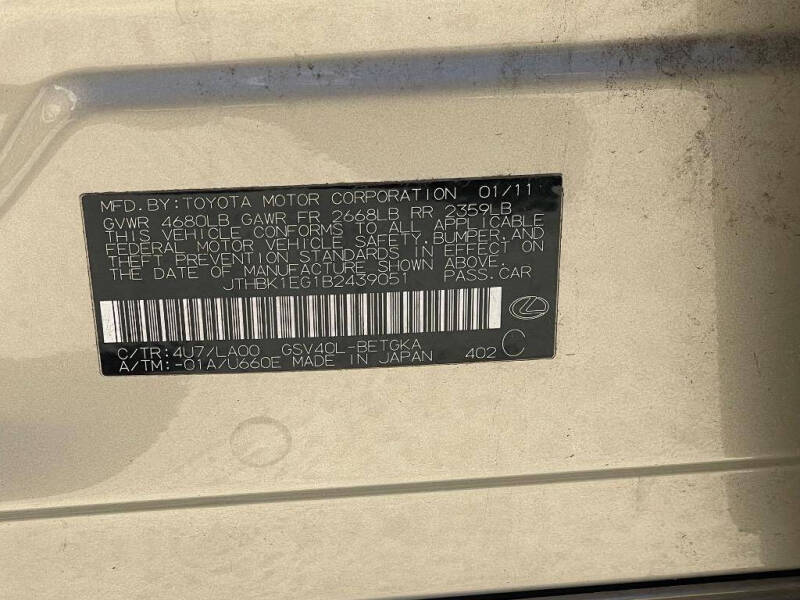 MFD.BY:TOYOTA MOTOR CORPORATION 01/11
GVWR 4680LB GAWR FR 2668LB RR 2359LB
THIS VEHICLE CONFORMS TO ALL APPLICABLE
FEDERAL MOTOR VEHICLE SAFETY,BUMPER,AND
THEFT PREVENTION STANDARDS IN EFFECT ON
THE DATE OF MANUFACTURE SHOWN ABOVE.
JTHBK1EG1B2439051 PASS.CAR
C/TR:4U7/LA00 GSV40L-BETGKA
A/TM:-01A/U660E MADE IN JAPAN 402 C